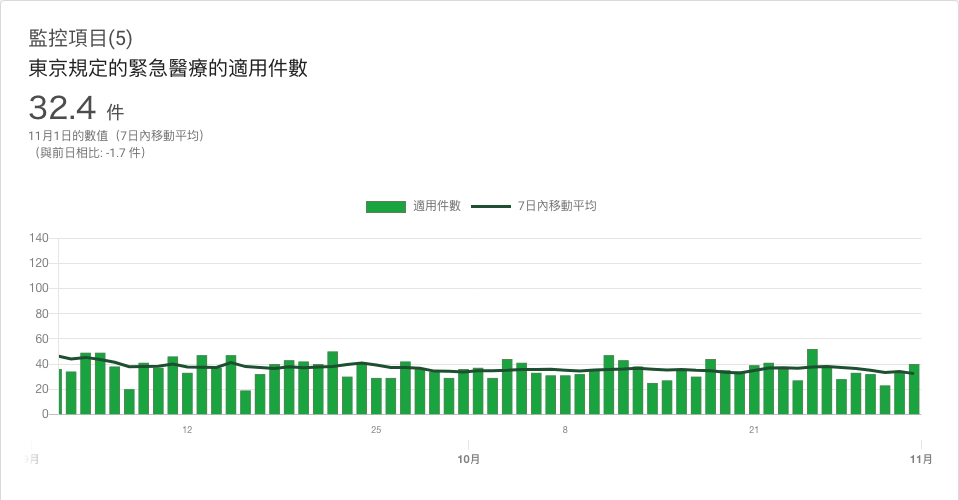 監控項目(5)
東京規定的緊急醫療的適用件數
32.4 件
11月1日的數值（7日內移動平均）
（與前日相比: -1.7 件）
適用件數 7日內移動平均
140
120
100
80
60
40
20
0
12 25 8 21
月 10月 11月